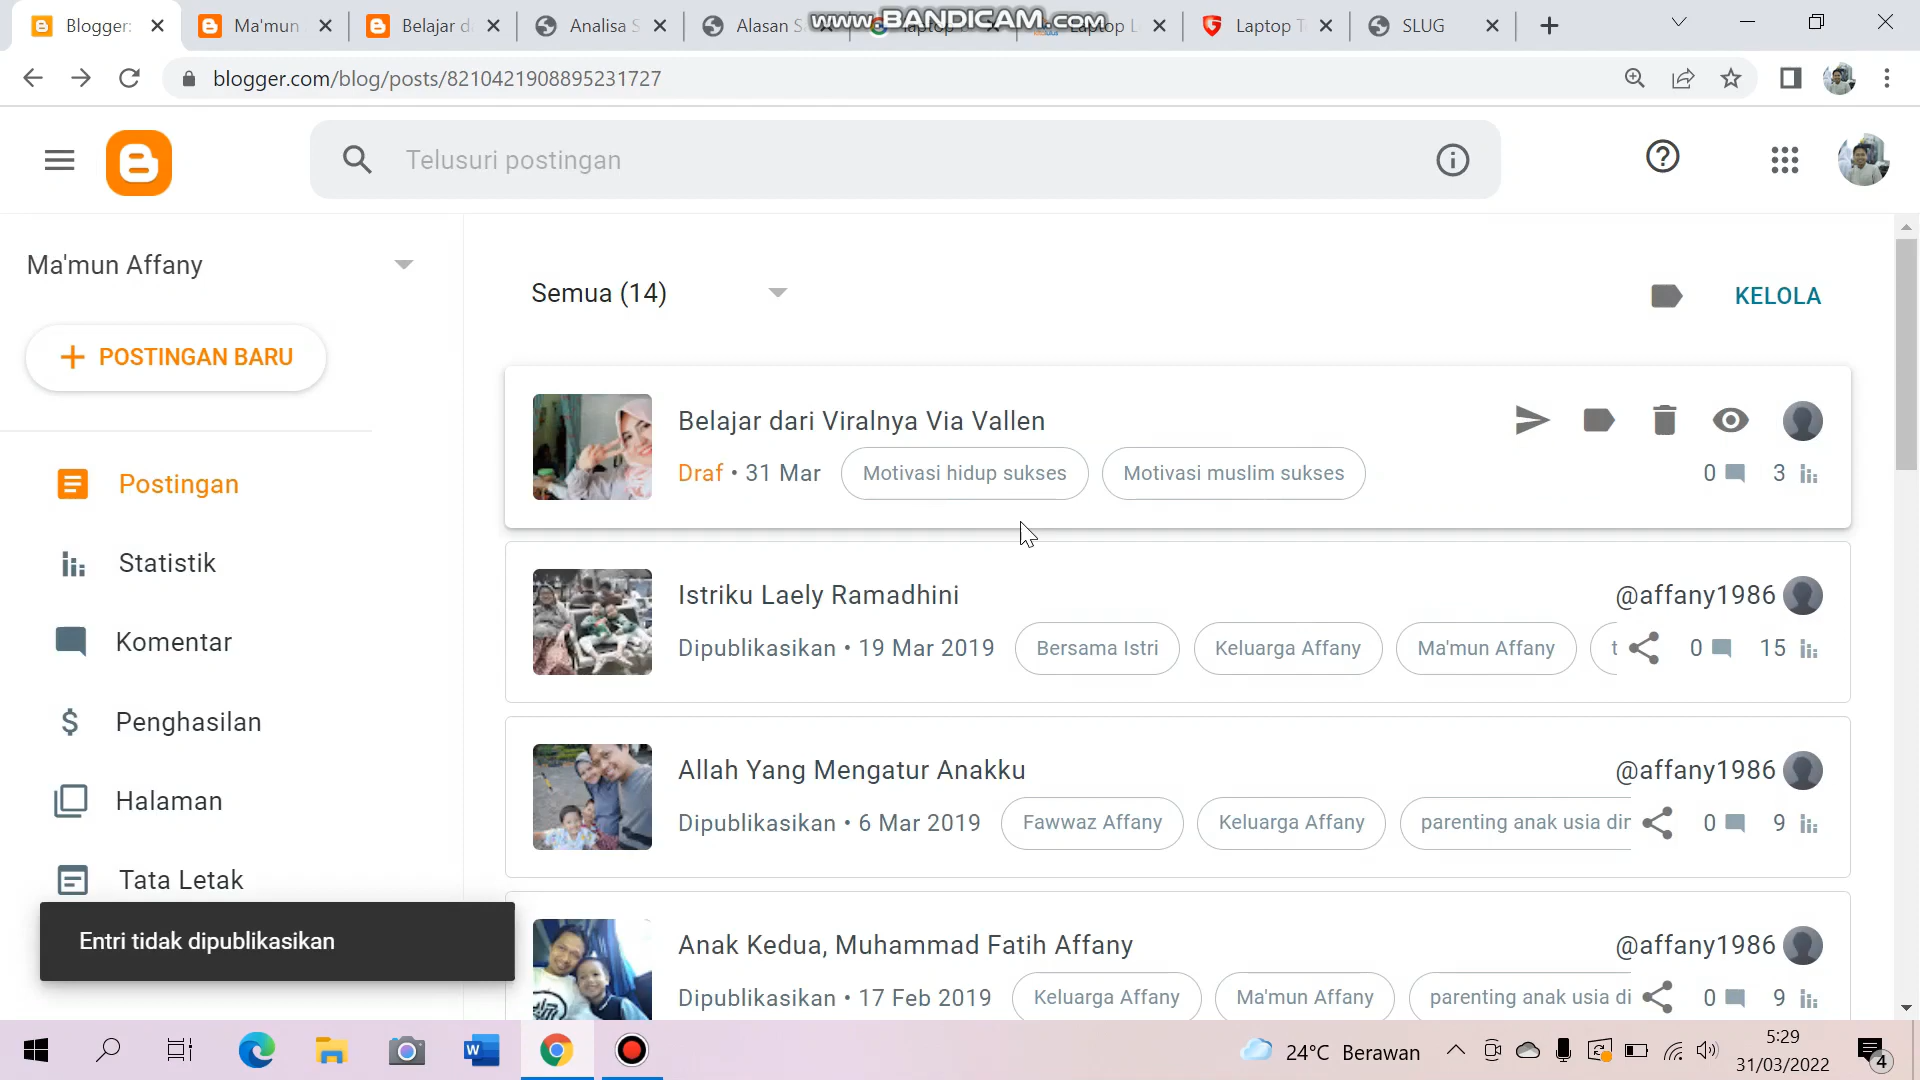 Blogger:
Ma'mun
Belajar d
Analisa S
Alasan S
laptop
Laptop L
Laptop T
SLUG
www.BANDICAM.com
blogger.com/blog/posts/8210421908895231727
Telusuri postingan
Ma'mun Affany
POSTINGAN BARU
Postingan
Statistik
Komentar
Penghasilan
Halaman
Tata Letak
Entri tidak dipublikasikan
Semua (14)
KELOLA
Belajar dari Viralnya Via Vallen
Draf • 31 Mar
Motivasi hidup sukses
Motivasi muslim sukses
0
3
Istriku Laely Ramadhini
@affany1986
Dipublikasikan • 19 Mar 2019
Bersama Istri
Keluarga Affany
Ma'mun Affany
t
0
15
Allah Yang Mengatur Anakku
@affany1986
Dipublikasikan • 6 Mar 2019
Fawwaz Affany
Keluarga Affany
parenting anak usia dir
0
9
Anak Kedua, Muhammad Fatih Affany
@affany1986
Dipublikasikan • 17 Feb 2019
Keluarga Affany
Ma'mun Affany
parenting anak usia di
0
9
24°C Berawan
5:29
31/03/2022
4